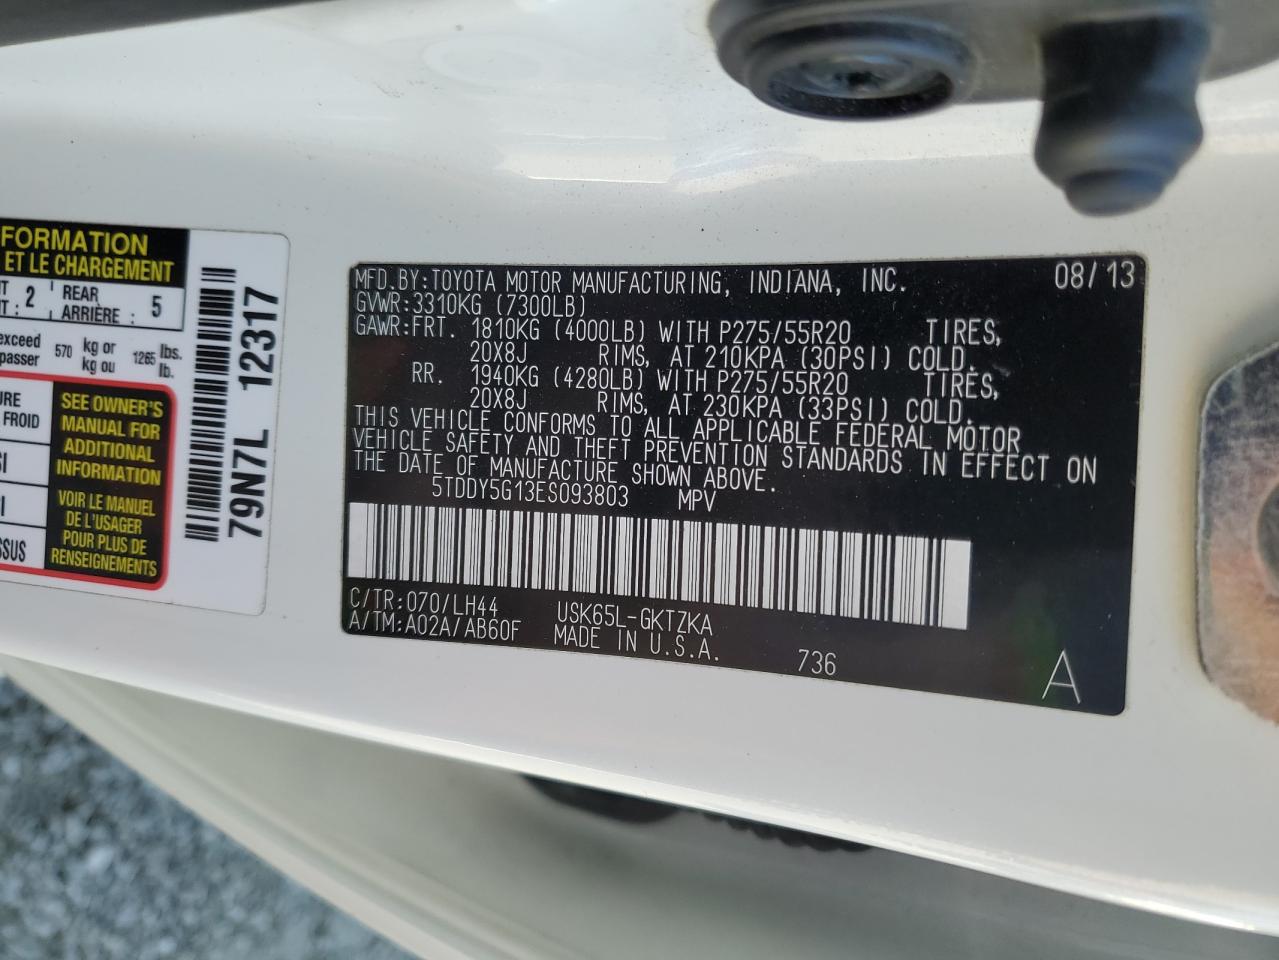 FORMATION
ET LE CHARGEMENT
2 REAR
ARRIÈRE : 5
exceed
passer 570 kg or
kg ou 1265 lbs.
lb.
URE
FROID
SSUS
SEE OWNER'S
MANUAL FOR
ADDITIONAL
INFORMATION
VOIR LE MANUEL
DE L'USAGER
POUR PLUS DE
RENSEIGNEMENTS
79N7L 12317
MFD.BY:TOYOTA MOTOR MANUFACTURING, INDIANA, INC. 08/13
GVWR:3310KG (7300LB)
GAWR:FRT. 1810KG (4000LB) WITH P275/55R20 TIRES,
20X8J RIMS, AT 210KPA (30PSI) COLD.
RR. 1940KG (4280LB) WITH P275/55R20 TIRES,
20X8J RIMS, AT 230KPA (33PSI) COLD.
THIS VEHICLE CONFORMS TO ALL APPLICABLE FEDERAL MOTOR
VEHICLE SAFETY AND THEFT PREVENTION STANDARDS IN EFFECT ON
THE DATE OF MANUFACTURE SHOWN ABOVE.
5TDDY5G13ES093803 MPV
C/TR:070/LH44 USK65L-GKTZKA
A/TM:A02A/AB60F MADE IN U.S.A. 736
A